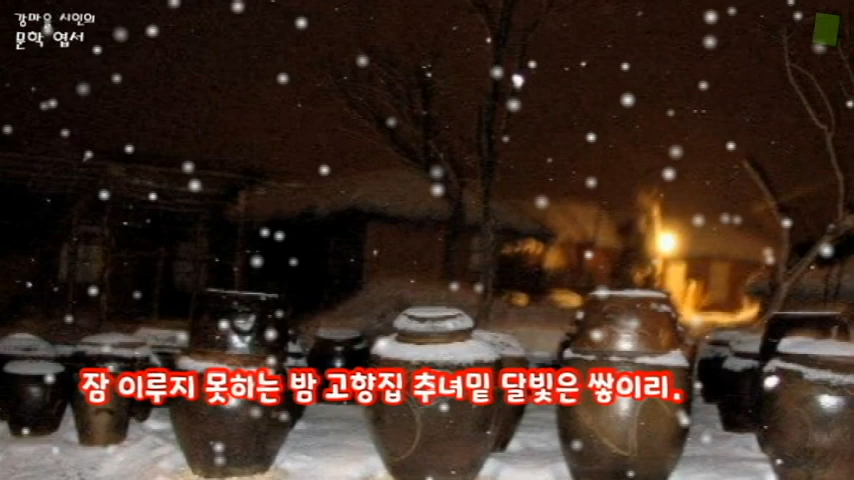 강마을 시인의
문학 엽서
잠 이루지 못하는 밤 고향집 추녀밑 달빛은 쌓이리.